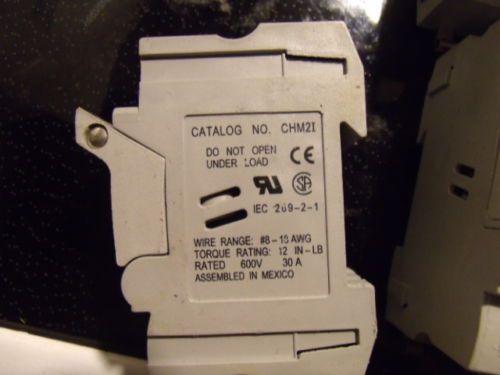 CATALOG NO. CHM2I
DO NOT OPEN
UNDER LOAD
CE
IEC 269-2-1
WIRE RANGE: #8-18 AWG
TORQUE RATING: 12 IN-LB
RATED 600V 30 A
ASSEMBLED IN MEXICO